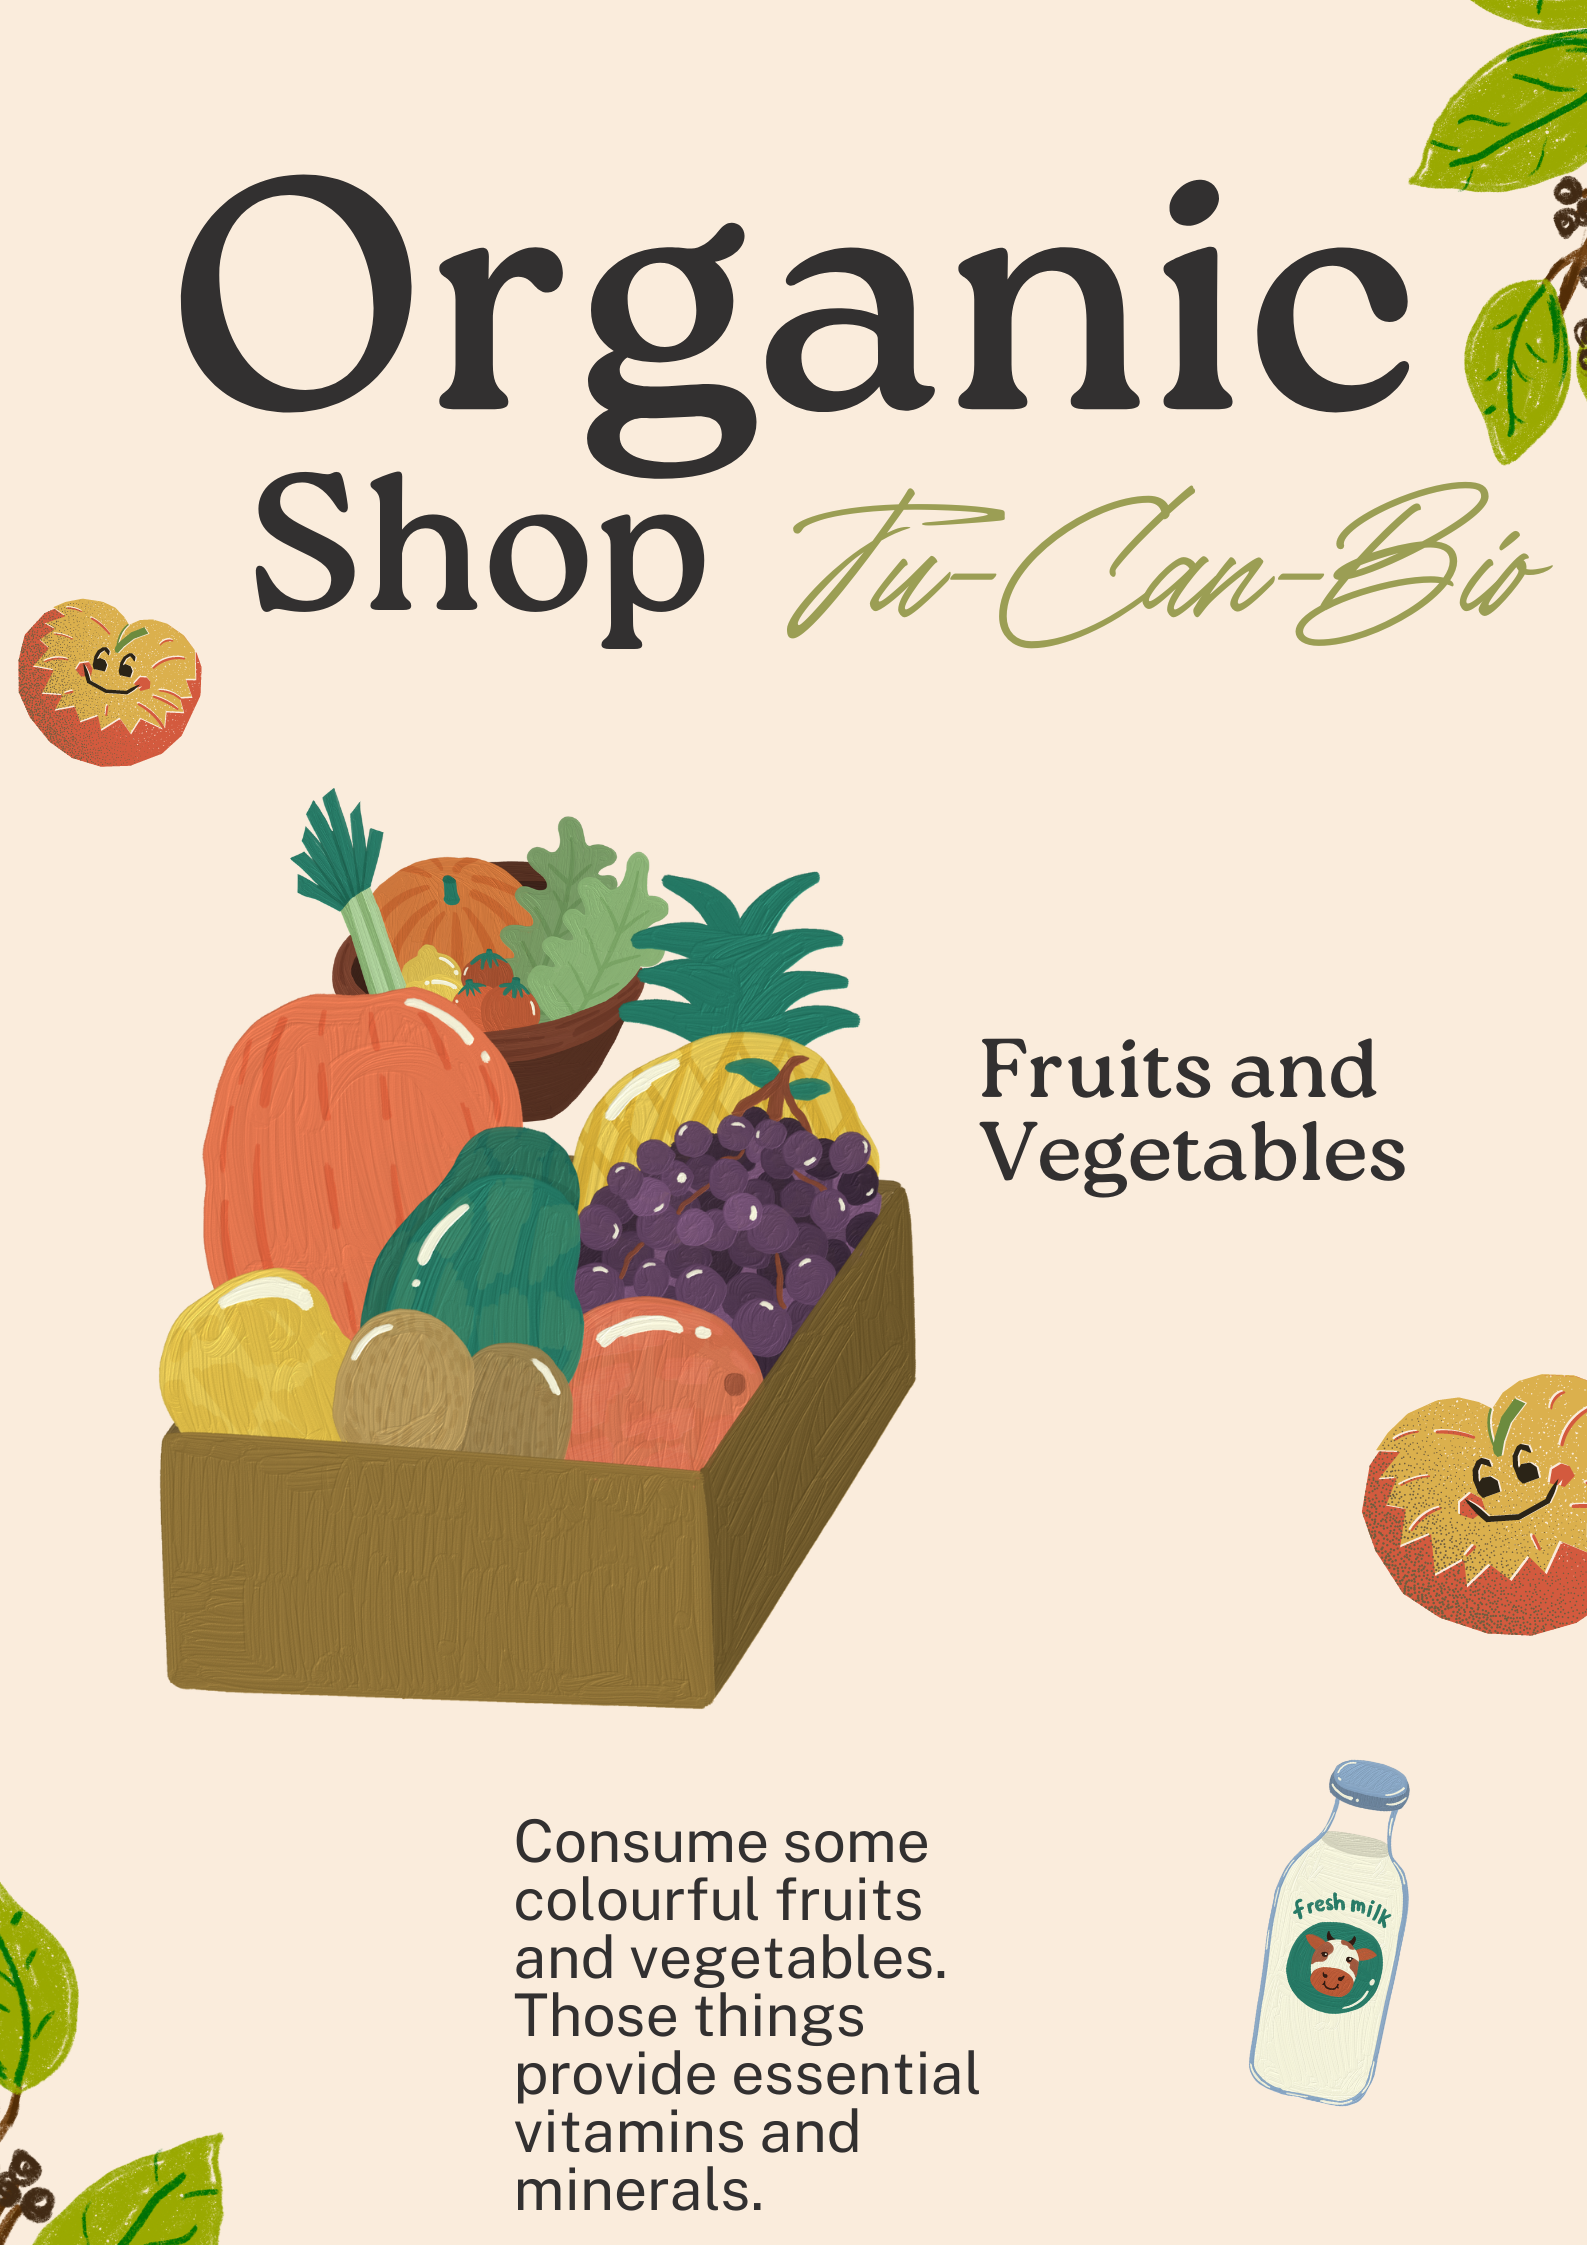 Organic
Shop Tu-Can-Bio
Fruits and
Vegetables
Consume some
colourful fruits
and vegetables.
Those things
provide essential
vitamins and
minerals.
fresh milk